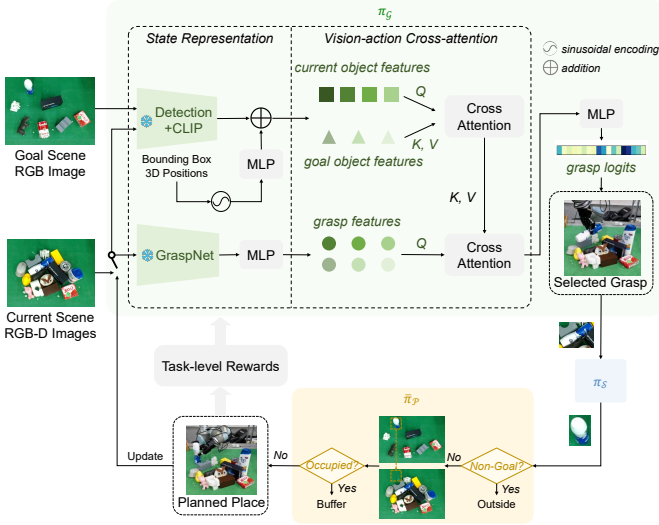 π_𝒢
State Representation
Vision-action Cross-attention
sinusoidal encoding
addition
current object features
Q
Detection
+CLIP
Cross
Attention
MLP
K, V
goal object features
grasp logits
Goal Scene
RGB Image
Bounding Box
3D Positions
MLP
K, V
grasp features
GraspNet
MLP
Q
Cross
Attention
Selected Grasp
Current Scene
RGB-D Images
Task-level Rewards
π_𝒮
π̄_𝒫
Update
Planned Place
No
Occupied?
Yes
Buffer
No
Non-Goal?
Yes
Outside